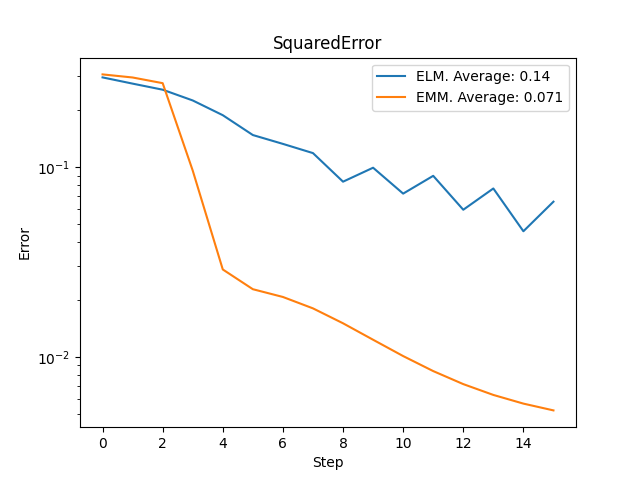 SquaredError
ELM. Average: 0.14
EMM. Average: 0.071
10⁻¹
10⁻²
Error
0 2 4 6 8 10 12 14
Step